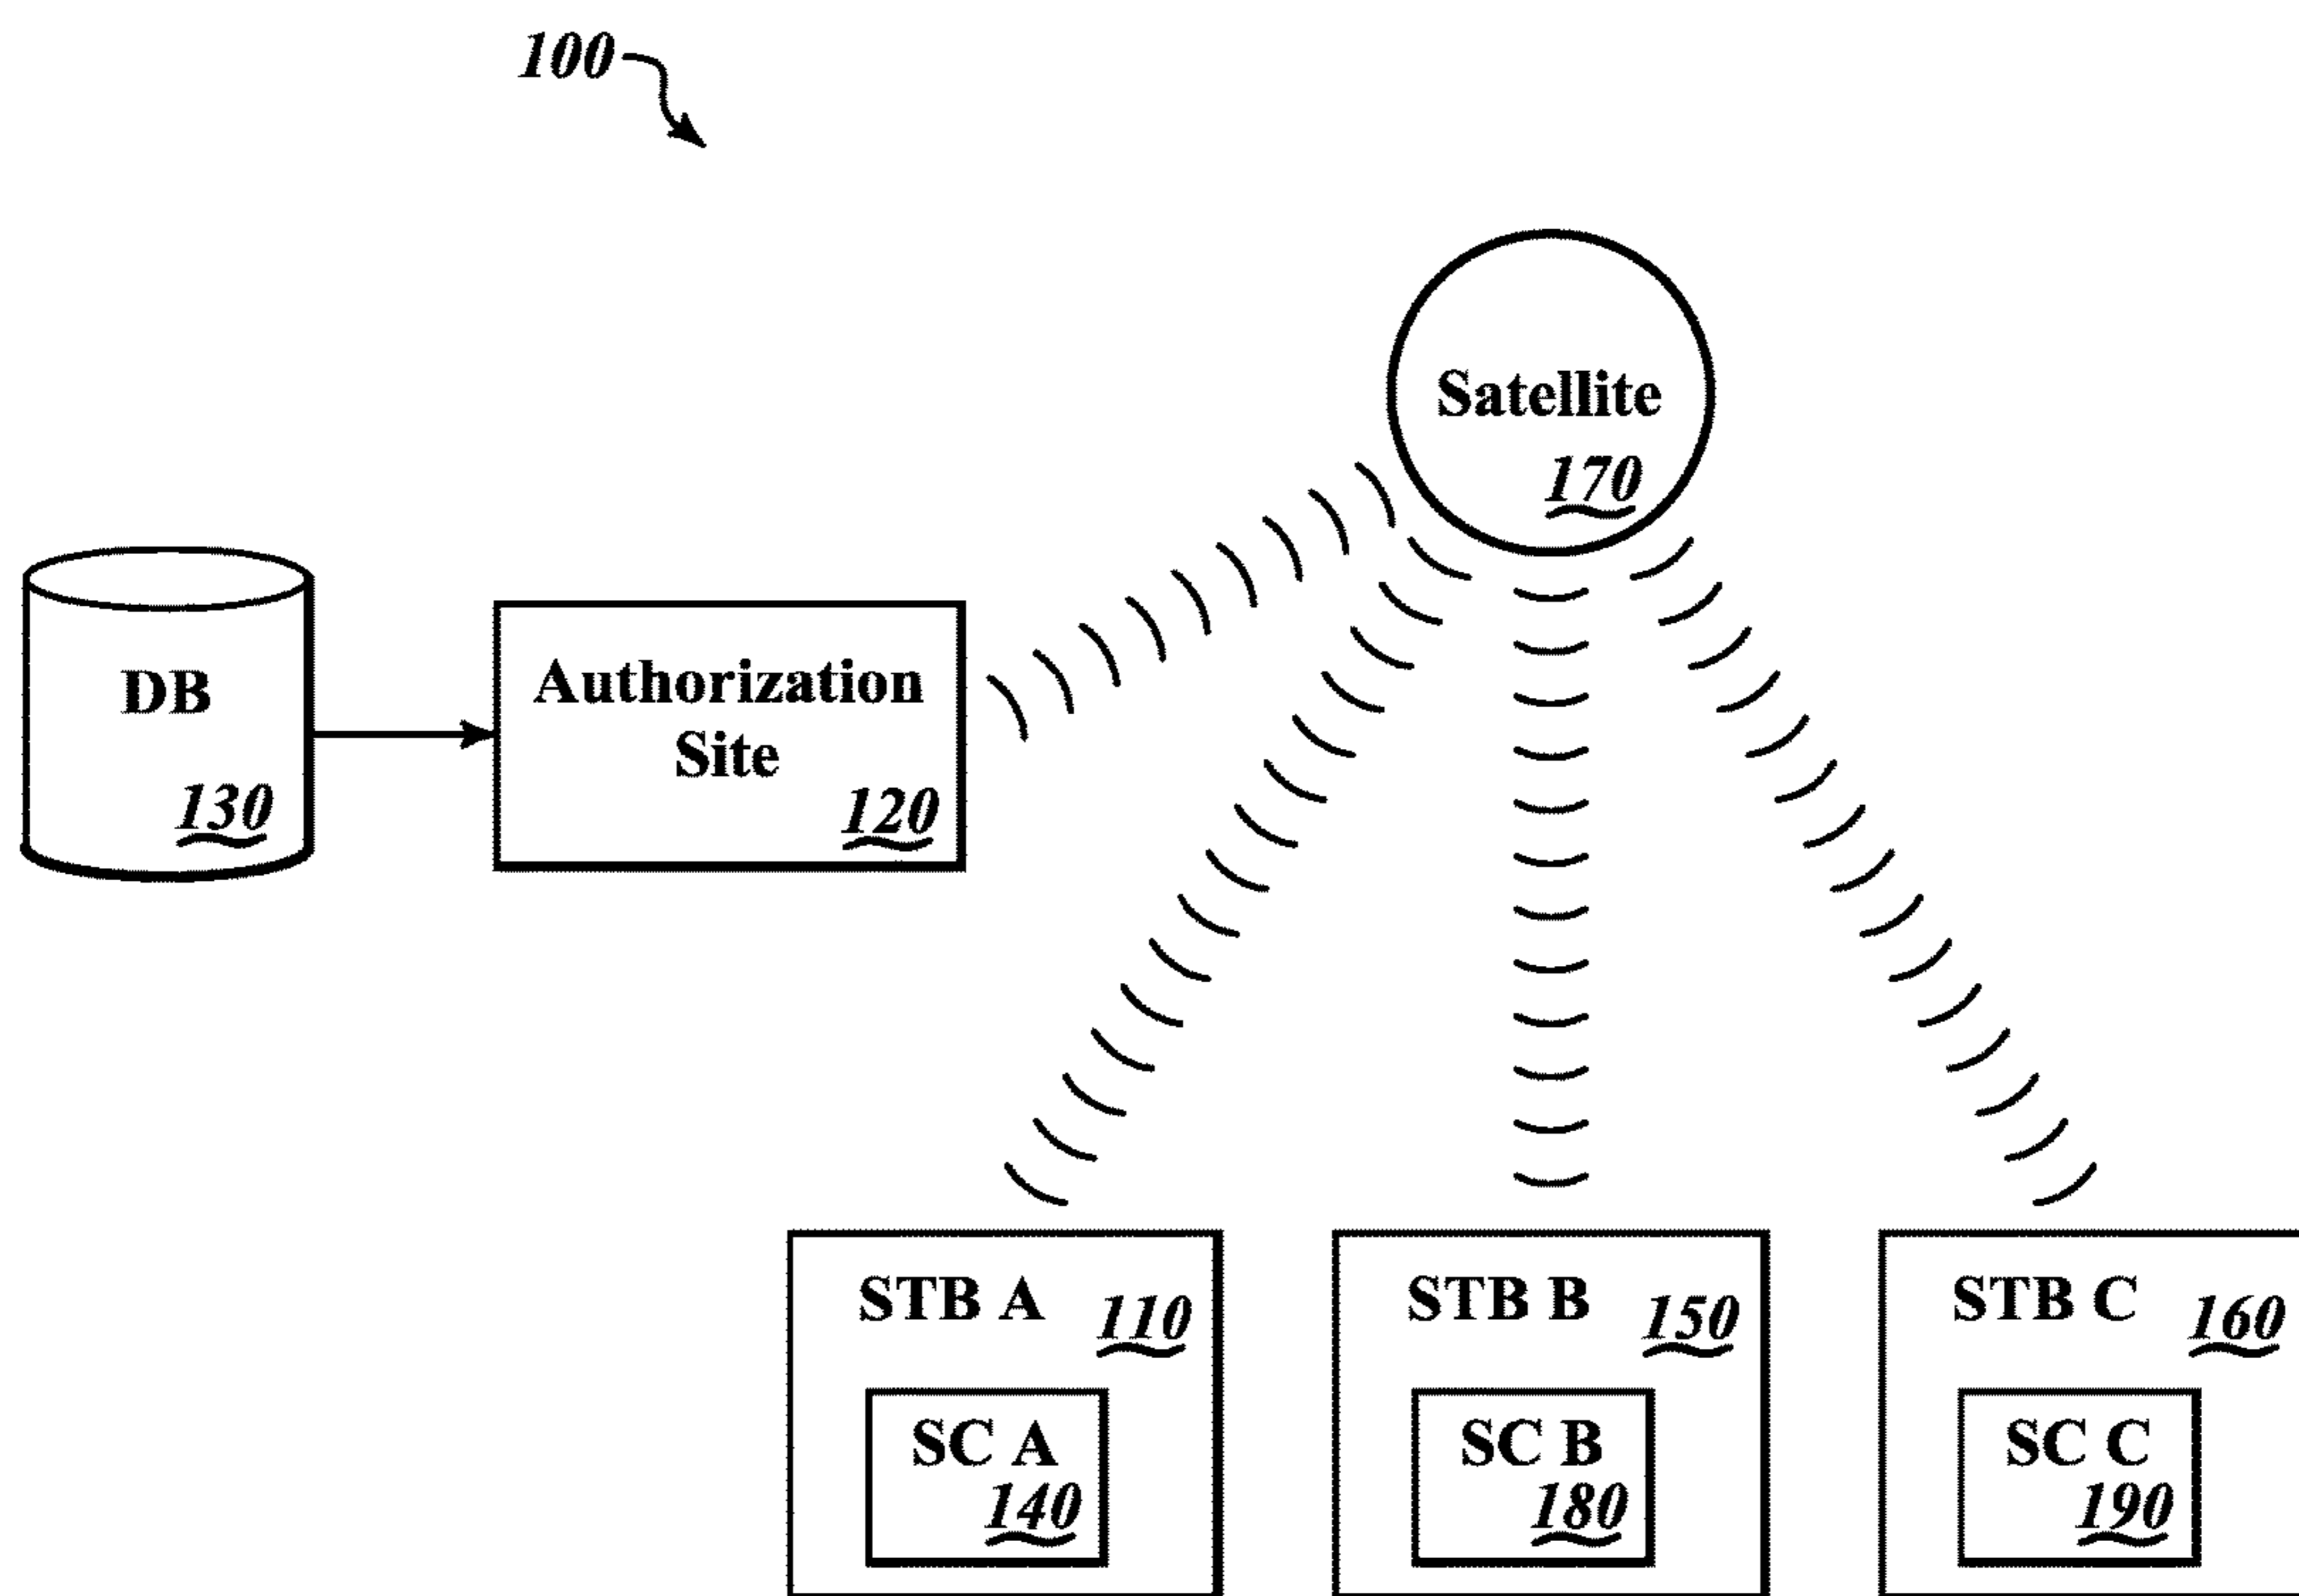 100
Satellite
170
DB
130
Authorization
Site
120
STB A
110
SC A
140
STB B
150
SC B
180
STB C
160
SC C
190